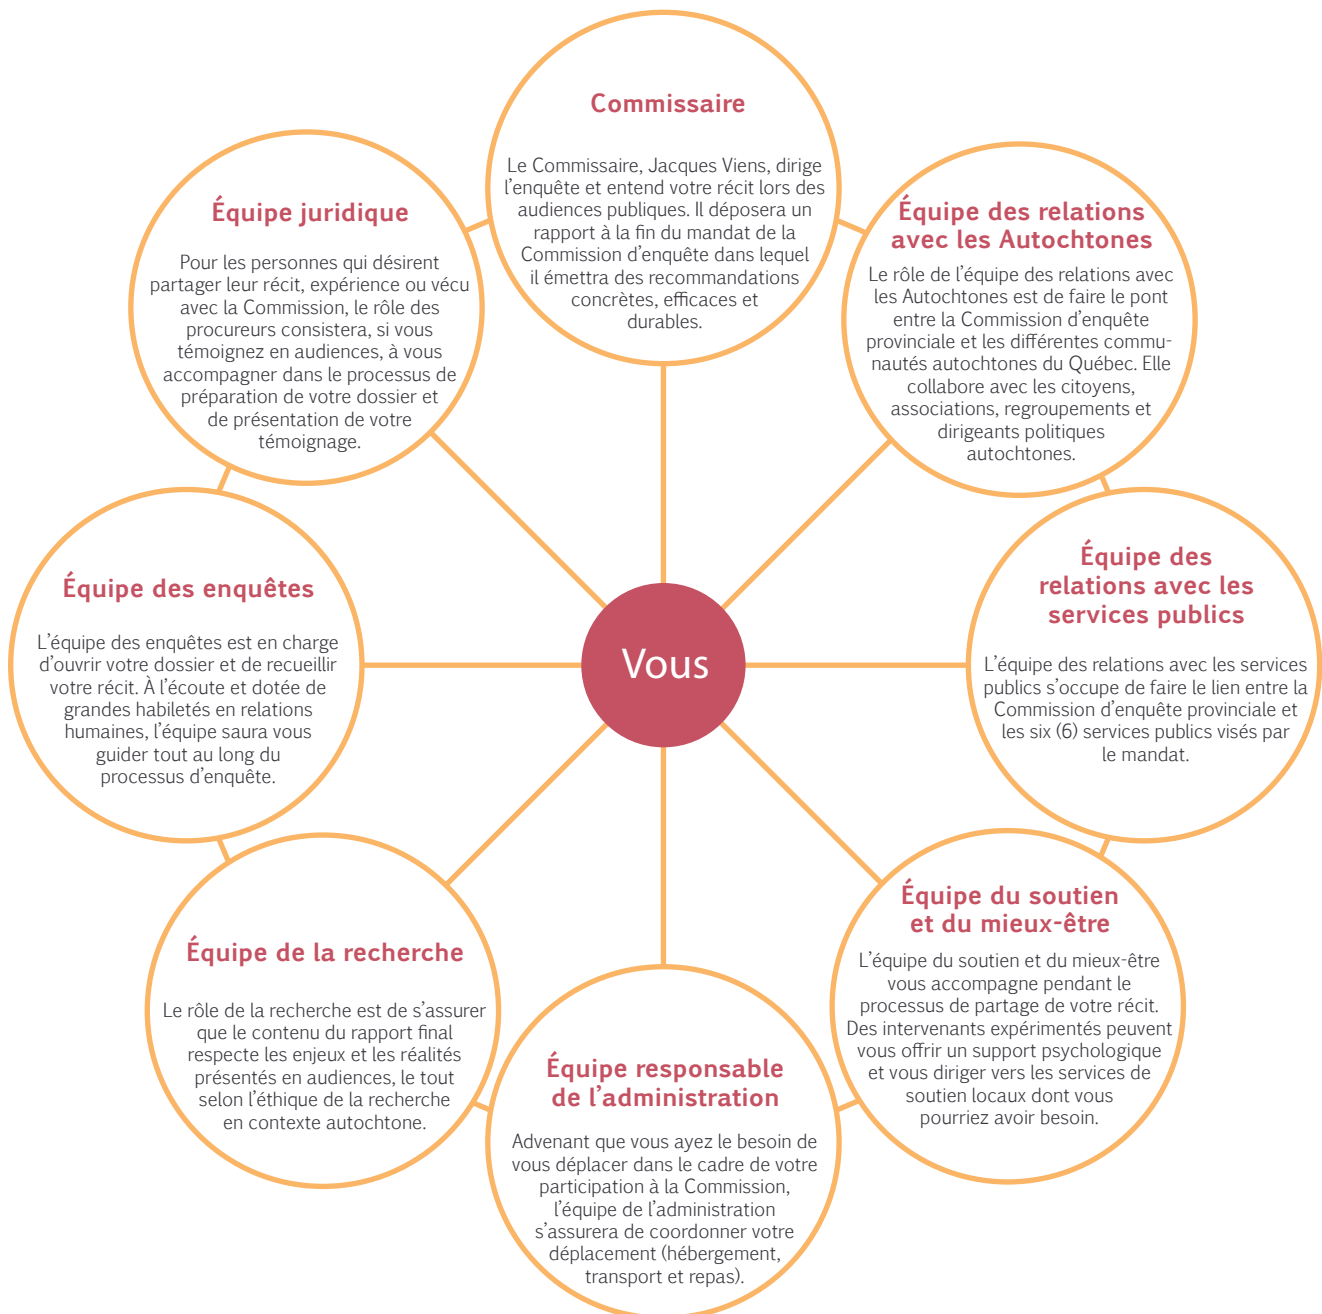 Commissaire
Le Commissaire, Jacques Viens, dirige
l’enquête et entend votre récit lors des
audiences publiques. Il déposera un
rapport à la fin du mandat de la
Commission d’enquête dans lequel
il émettra des recommandations
concrètes, efficaces et
durables.
Équipe des relations
avec les Autochtones
Le rôle de l’équipe des relations avec
les Autochtones est de faire le pont
entre la Commission d’enquête
provinciale et les différentes commu-
nautés autochtones du Québec. Elle
collabore avec les citoyens,
associations, regroupements et
dirigeants politiques
autochtones.
Équipe des
relations avec les
services publics
L’équipe des relations avec les services
publics s’occupe de faire le lien entre la
Commission d’enquête provinciale et
les six (6) services publics visés par
le mandat.
Équipe du soutien
et du mieux-être
L’équipe du soutien et du mieux-être
vous accompagne pendant le
processus de partage de votre récit.
Des intervenants expérimentés peuvent
vous offrir un support psychologique
et vous diriger vers les services de
soutien locaux dont vous
pourriez avoir besoin.
Équipe responsable
de l’administration
Advenant que vous ayez le besoin de
vous déplacer dans le cadre de votre
participation à la Commission,
l’équipe de l’administration
s’assurera de coordonner votre
déplacement (hébergement,
transport et repas).
Équipe de la recherche
Le rôle de la recherche est de s’assurer
que le contenu du rapport final
respecte les enjeux et les réalités
présentés en audiences, le tout
selon l’éthique de la recherche
en contexte autochtone.
Équipe des enquêtes
L’équipe des enquêtes est en charge
d’ouvrir votre dossier et de recueillir
votre récit. À l’écoute et dotée de
grandes habiletés en relations
humaines, l’équipe saura vous
guider tout au long du
processus d’enquête.
Équipe juridique
Pour les personnes qui désirent
partager leur récit, expérience ou vécu
avec la Commission, le rôle des
procureurs consistera, si vous
témoignez en audiences, à vous
accompagner dans le processus de
préparation de votre dossier et
de présentation de votre
témoignage.
Vous